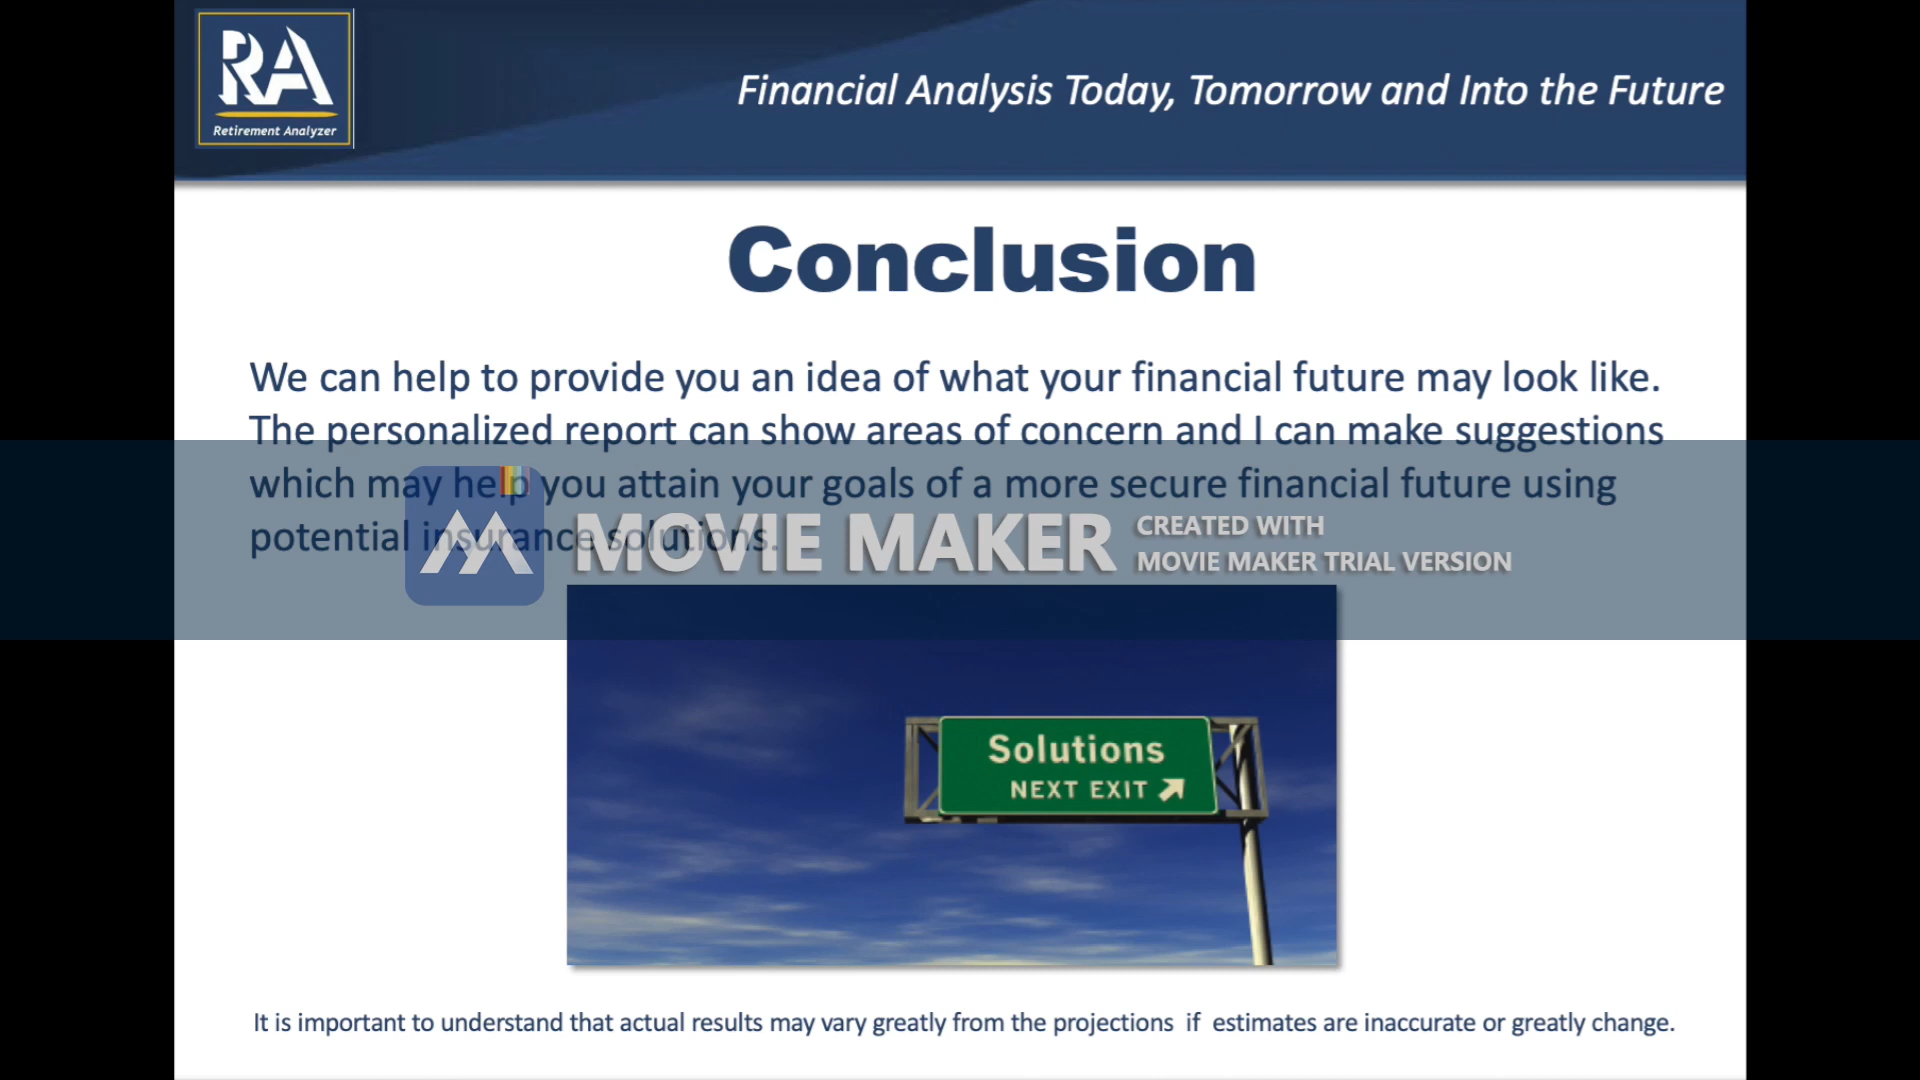 RA
Retirement Analyzer
Financial Analysis Today, Tomorrow and Into the Future
Conclusion
We can help to provide you an idea of what your financial future may look like.
The personalized report can show areas of concern and I can make suggestions
which may help you attain your goals of a more secure financial future using
potential insurance solutions.
MOVIE MAKER
CREATED WITH
MOVIE MAKER TRIAL VERSION
Solutions
NEXT EXIT
It is important to understand that actual results may vary greatly from the projections if estimates are inaccurate or greatly change.